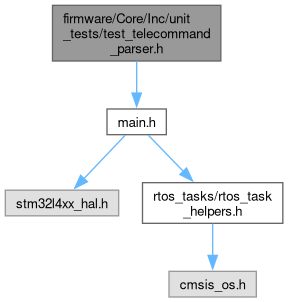 firmware/Core/Inc/unit
_tests/test_telecommand
_parser.h
main.h
stm32l4xx_hal.h
rtos_tasks/rtos_task
_helpers.h
cmsis_os.h